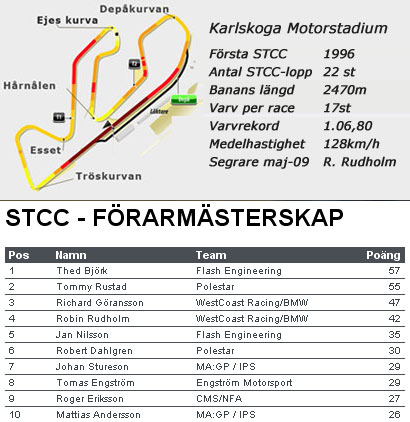 Depåkurvan
Ejes kurva
T2
Hårnålen
T1
Läktare
Esset
Tröskurvan
Karlskoga Motorstadium
Första STCC 1996
Antal STCC-lopp 22 st
Banans längd 2470m
Varv per race 17st
Varvrekord 1.06,80
Medelhastighet 128km/h
Segrare maj-09 R. Rudholm
STCC - FÖRARMÄSTERSKAP
Pos Namn Team Poäng
1 Thed Björk Flash Engineering 57
2 Tommy Rustad Polestar 55
3 Richard Göransson WestCoast Racing/BMW 47
4 Robin Rudholm WestCoast Racing/BMW 42
5 Jan Nilsson Flash Engineering 35
6 Robert Dahlgren Polestar 30
7 Johan Stureson MA:GP / IPS 29
8 Tomas Engström Engström Motorsport 29
9 Roger Eriksson CMS/NFA 27
10 Mattias Andersson MA:GP / IPS 26